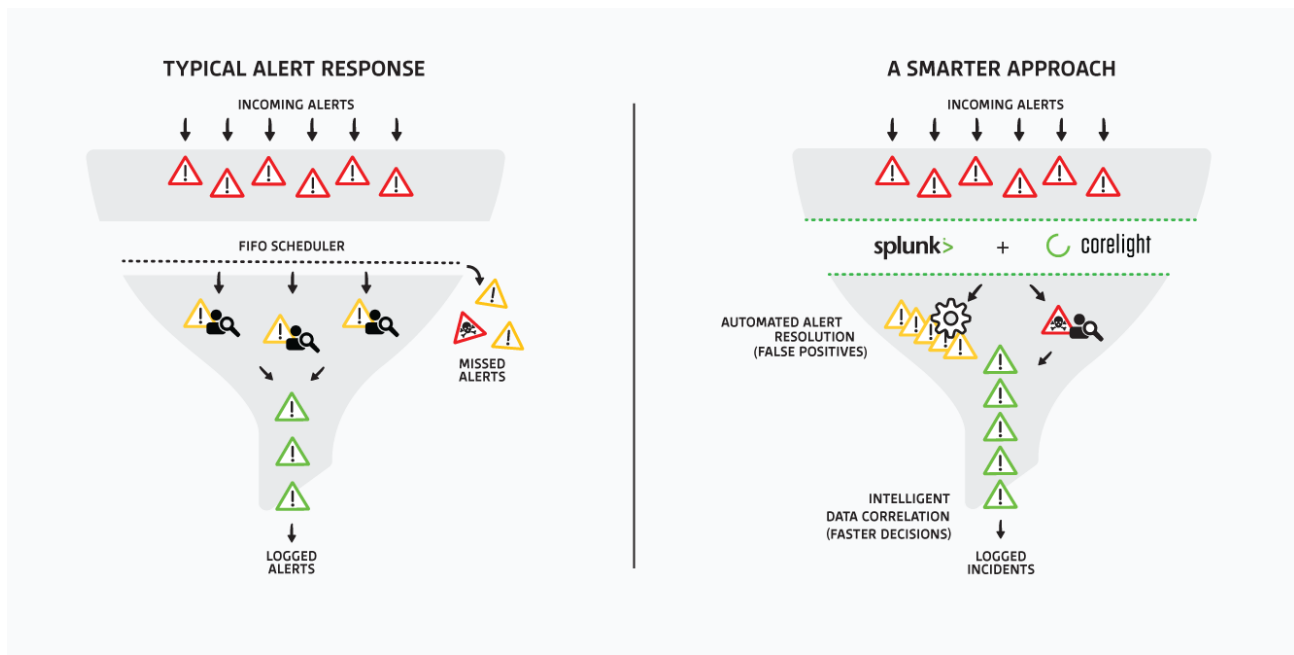 TYPICAL ALERT RESPONSE
INCOMING ALERTS
FIFO SCHEDULER
MISSED
ALERTS
LOGGED
ALERTS
A SMARTER APPROACH
INCOMING ALERTS
splunk> + corelight
AUTOMATED ALERT
RESOLUTION
(FALSE POSITIVES)
INTELLIGENT
DATA CORRELATION
(FASTER DECISIONS)
LOGGED
INCIDENTS